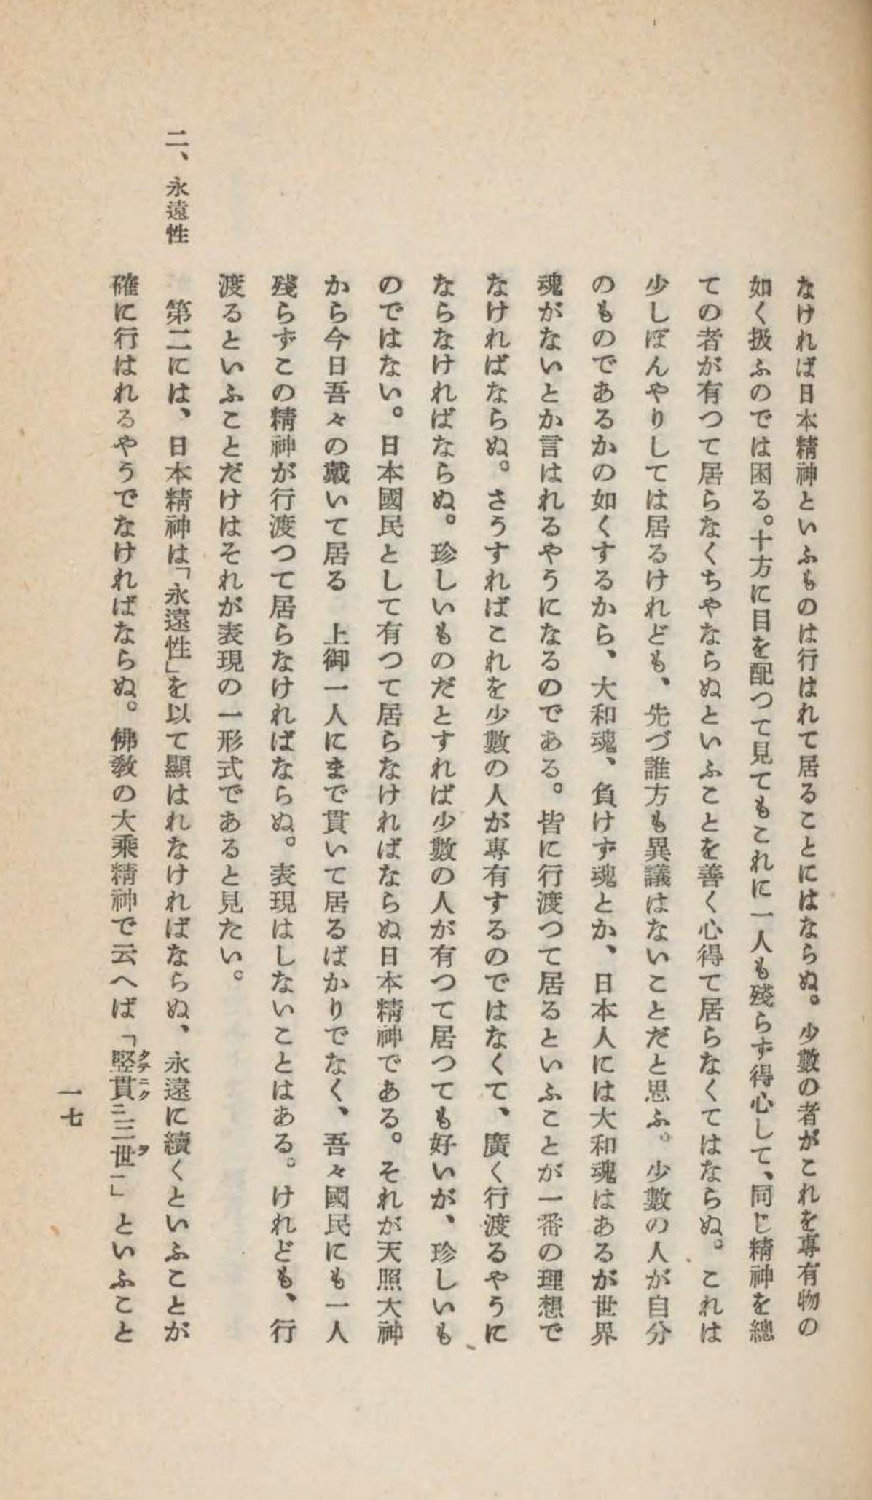 なければ日本精神といふものは行はれて居ることにはならぬ。少數の者がこれを專有物の
如く扱ふのでは困る。十方に目を配つて見てもこれに一人も殘らず得心して、同じ精神を總
ての者が有つて居らなくちやならぬといふことを善く心得て居らなくてはならぬ。これは
少しぼんやりしては居るけれども、先づ誰方も異議はないことだと思ふ。少數の人が自分
のものであるかの如くするから、大和魂、負けず魂とか、日本人には大和魂はあるが世界
魂がないとか言はれるやうになるのである。皆に行渡つて居るといふことが一番の理想で
なければならぬ。さうすればこれを少數の人が專有するのではなくて、廣く行渡るやうに
ならなければならぬ。珍しいものだとすれば少數の人が有つて居つても好いが、珍しいも
のではない。日本國民として有つて居らなければならぬ日本精神である。それが天照大神
から今日吾々の戴いて居る　上御一人にまで貫いて居るばかりでなく、吾々國民にも一人
殘らずこの精神が行渡つて居らなければならぬ。表現はしないことはある。けれども、行
渡るといふことだけはそれが表現の一形式であると見たい。
二、永遠性
第二には、日本精神は「永遠性」を以て顯はれなければならぬ、永遠に續くといふことが
確に行はれるやうでなければならぬ。佛敎の大乘精神で云へば「竪貫㆓三世㆒」といふこと
タテニツラヌク ヲ
一七